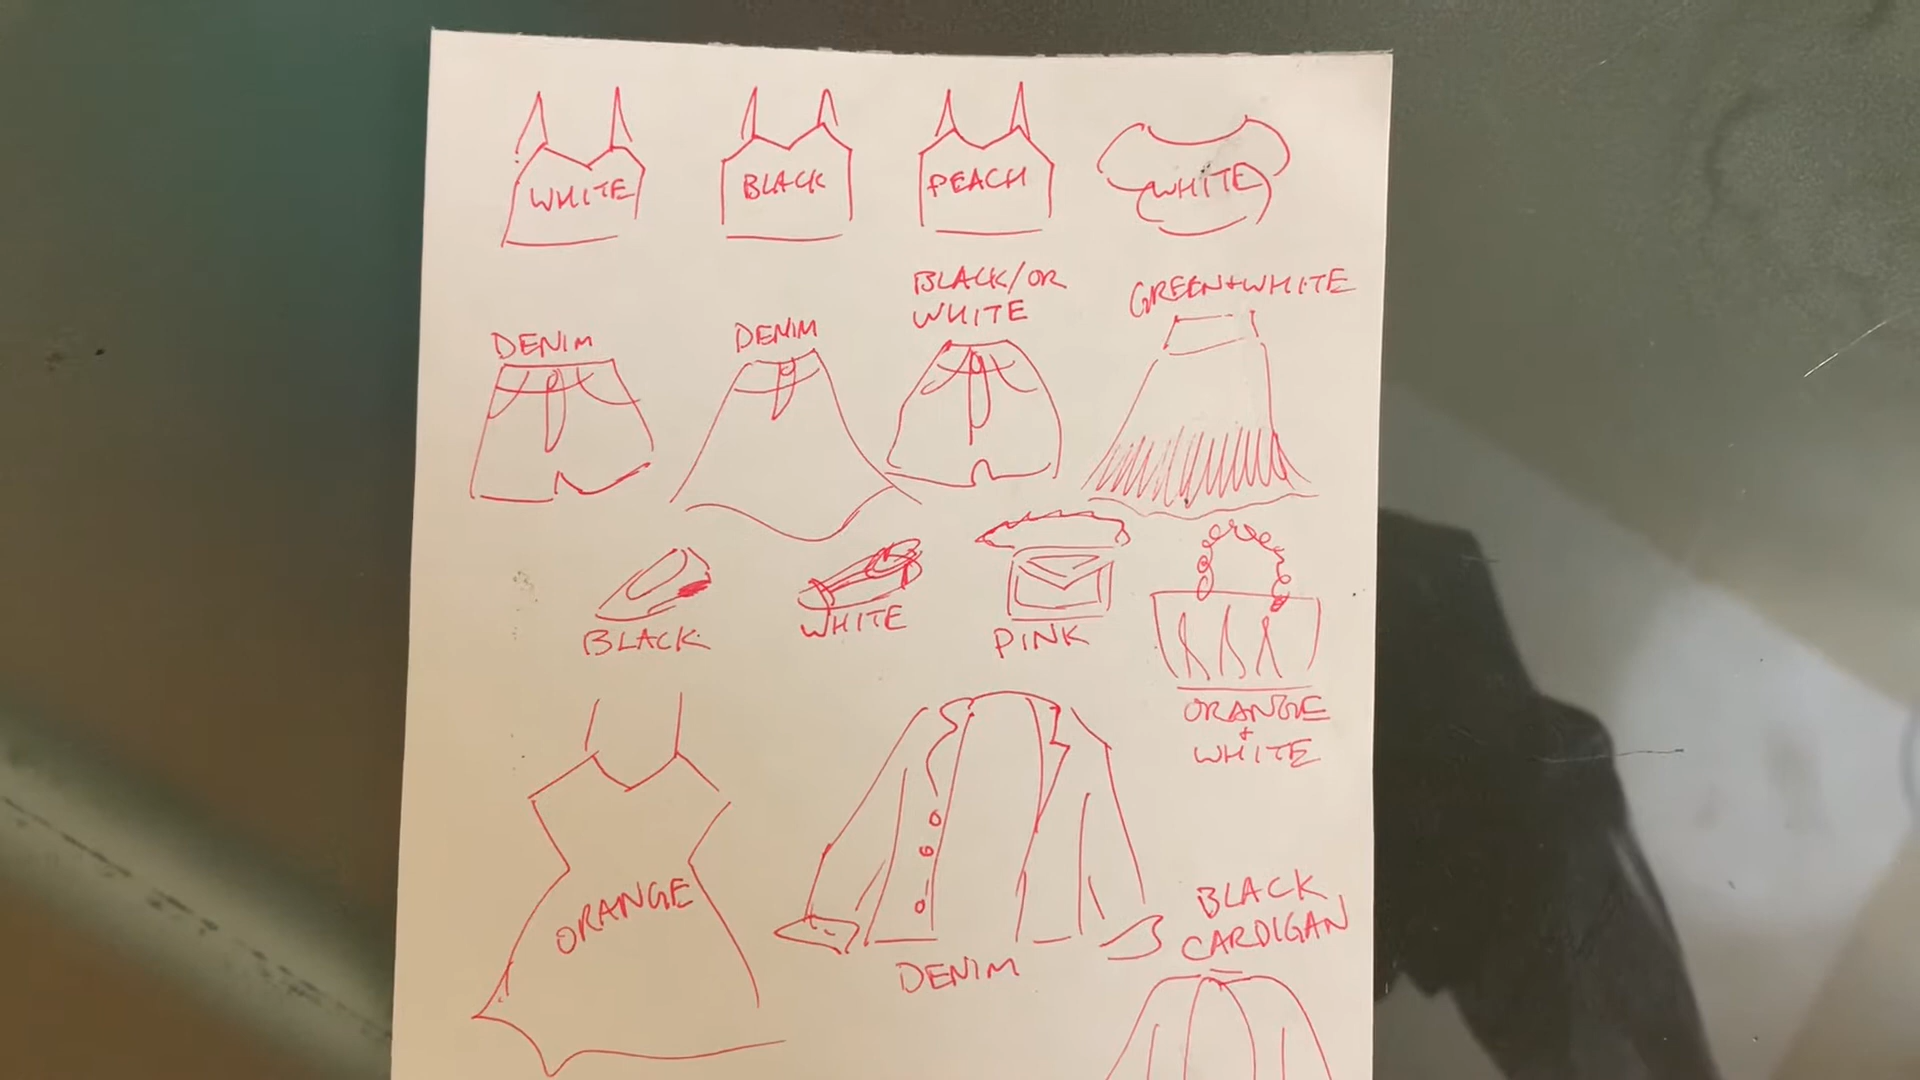 WHITE
BLACK
PEACH
WHITE
DENIM
DENIM
BLACK/OR
WHITE
GREEN+WHITE
BLACK
WHITE
PINK
ORANGE
+
WHITE
ORANGE
DENIM
BLACK
CARDIGAN